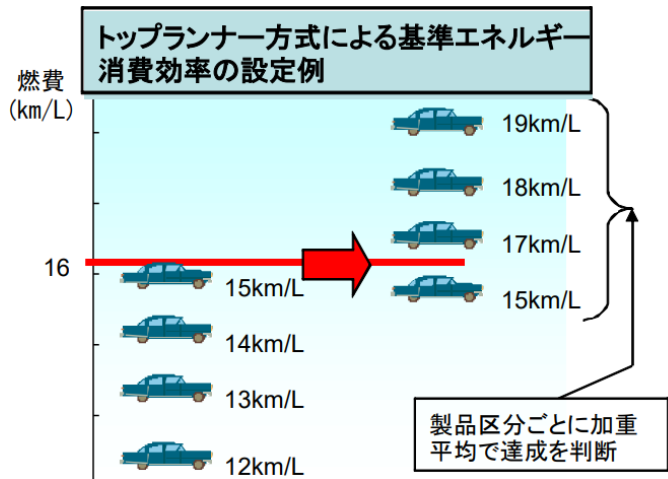 トップランナー方式による基準エネルギー
消費効率の設定例
燃費
(km/L)
19km/L
18km/L
17km/L
16
15km/L
15km/L
14km/L
13km/L
12km/L
製品区分ごとに加重
平均で達成を判断